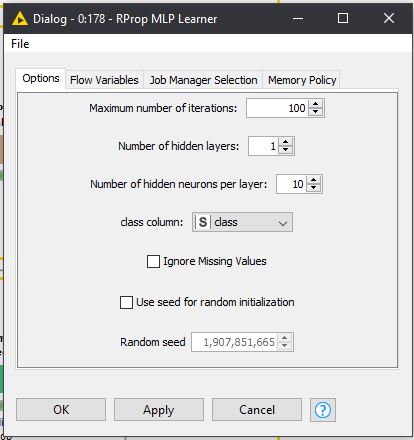 Dialog - 0:178 - RProp MLP Learner
File
Options Flow Variables Job Manager Selection Memory Policy
Maximum number of iterations: 100
Number of hidden layers: 1
Number of hidden neurons per layer: 10
class column: S class
Ignore Missing Values
Use seed for random initialization
Random seed 1,907,851,665
OK Apply Cancel ?